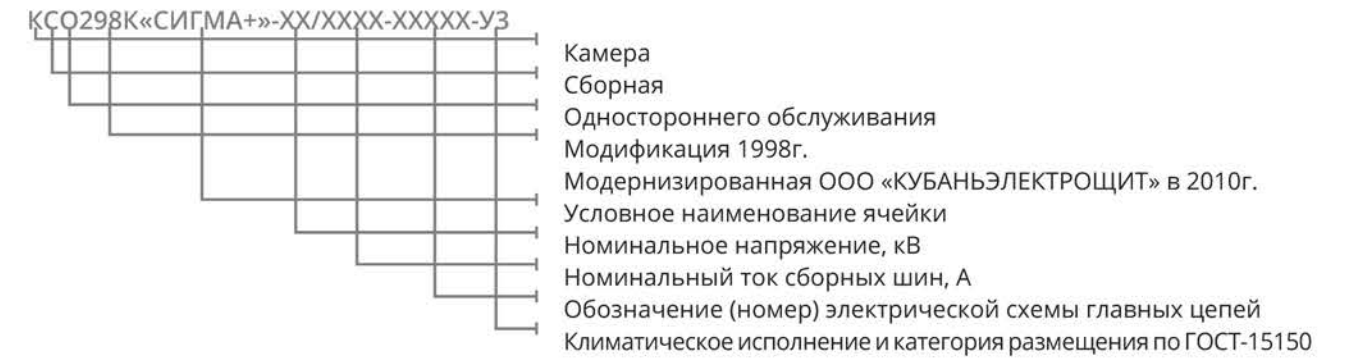 КСО298К«СИГМА+»-ХХ/ХХХХ-ХХХХХ-У3
Камера
Сборная
Одностороннего обслуживания
Модификация 1998г.
Модернизированная ООО «КУБАНЬЭЛЕКТРОЩИТ» в 2010г.
Условное наименование ячейки
Номинальное напряжение, кВ
Номинальный ток сборных шин, А
Обозначение (номер) электрической схемы главных цепей
Климатическое исполнение и категория размещения по ГОСТ-15150